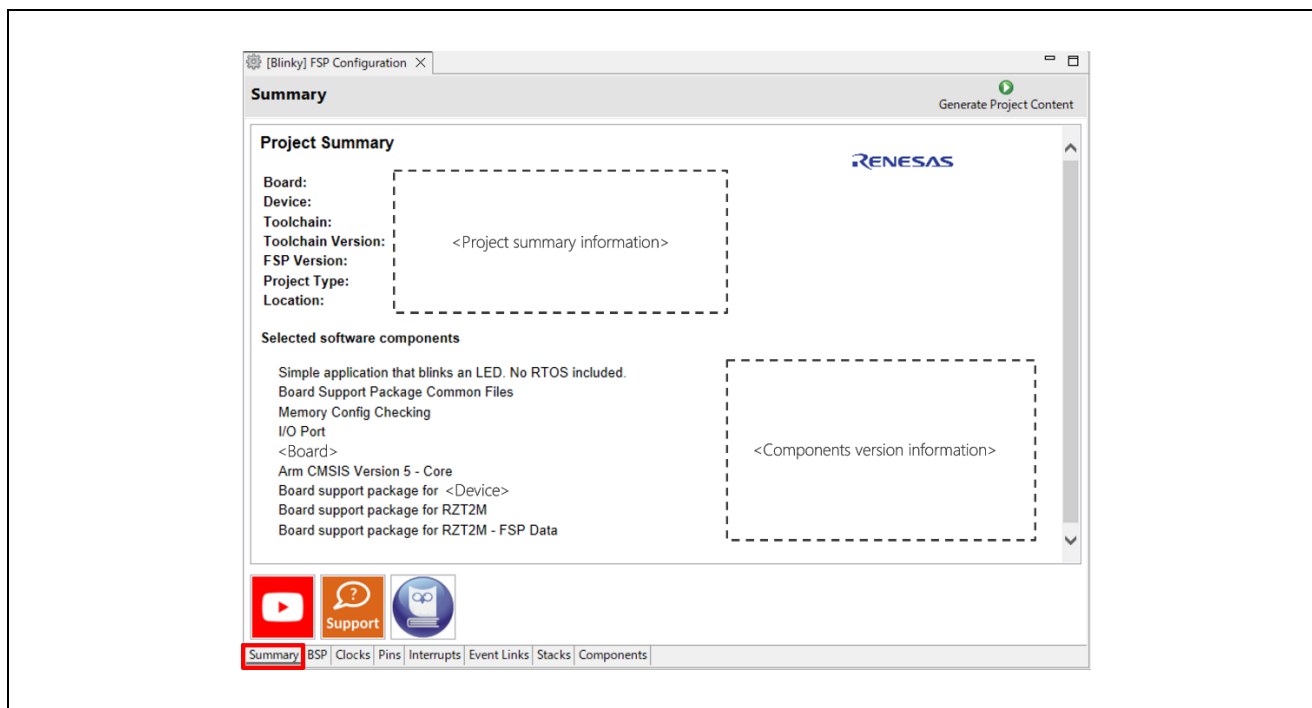 [Blinky] FSP Configuration
Summary
Generate Project Content
Project Summary
RENESAS
Board:
Device:
Toolchain:
Toolchain Version:
FSP Version:
Project Type:
Location:
<Project summary information>
Selected software components
Simple application that blinks an LED. No RTOS included.
Board Support Package Common Files
Memory Config Checking
I/O Port
<Board>
Arm CMSIS Version 5 - Core
Board support package for <Device>
Board support package for RZT2M
Board support package for RZT2M - FSP Data
<Components version information>
? Support
Summary BSP Clocks Pins Interrupts Event Links Stacks Components